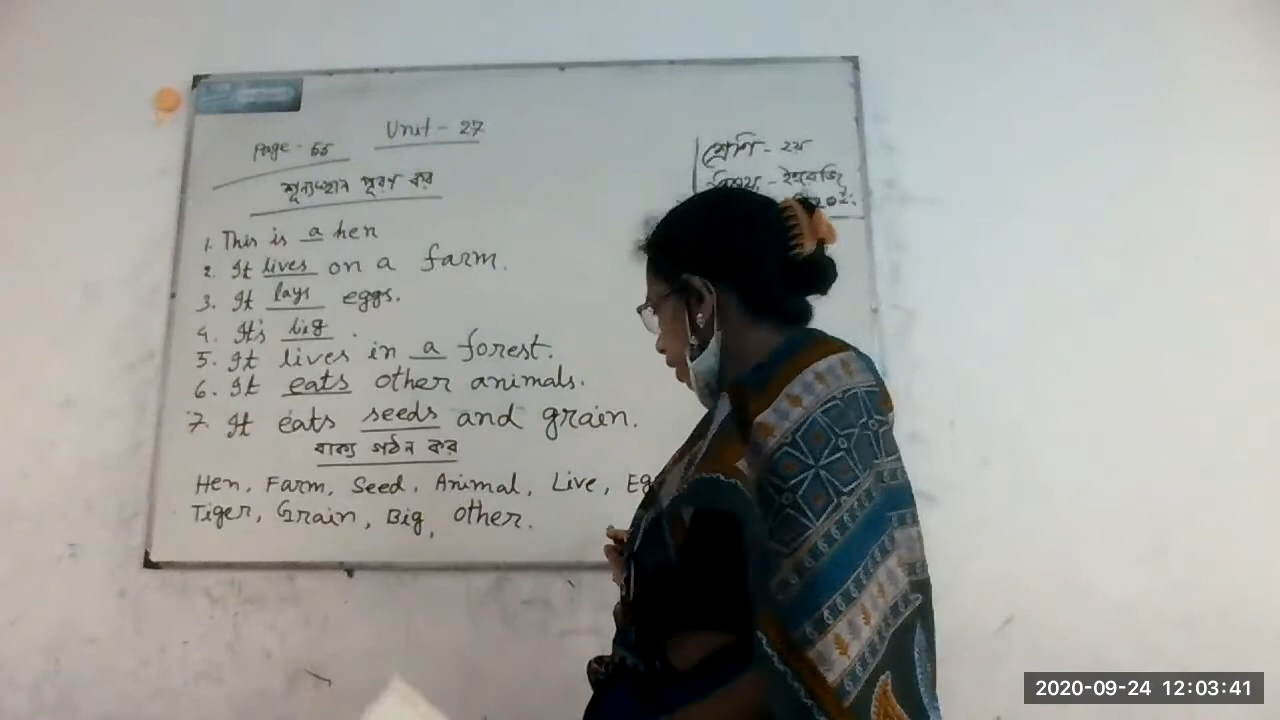 Unit - 27
Page - 55
শূন্যস্থান পূরণ কর
শ্রেণি - ২য়
বিষয় - ইংরেজি
1. This is a hen
2. It lives on a farm.
3. It lays eggs.
4. It's big.
5. It lives in a forest.
6. It eats other animals.
7. It eats seeds and grain.
বাক্য গঠন কর
Hen, Farm, Seed, Animal, Live,
Tiger, Grain, Big, other.
2020-09-24 12:03:41